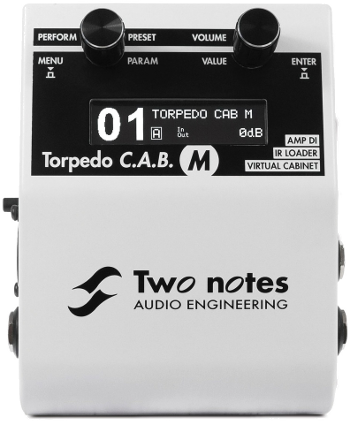 PERFORM PRESET VOLUME
MENU PARAM VALUE ENTER
01 TORPEDO CAB M
A In Out 0dB
AMP DI
IR LOADER
VIRTUAL CABINET
Torpedo C.A.B. M
Two notes
AUDIO ENGINEERING